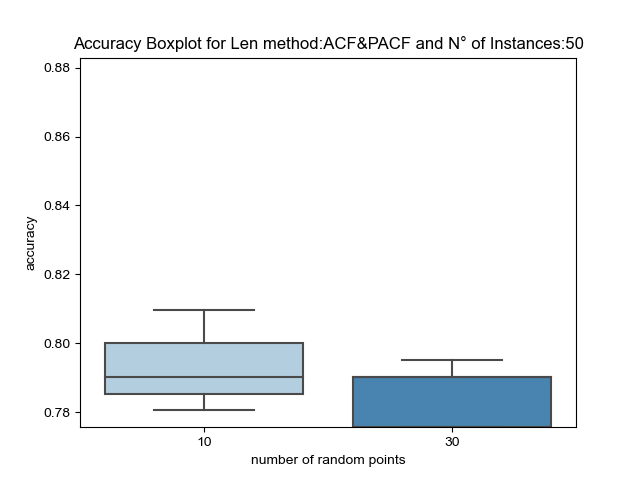 Accuracy Boxplot for Len method:ACF&PACF and N° of Instances:50
0.88
0.86
0.84
0.82
0.80
0.78
accuracy
10 30
number of random points